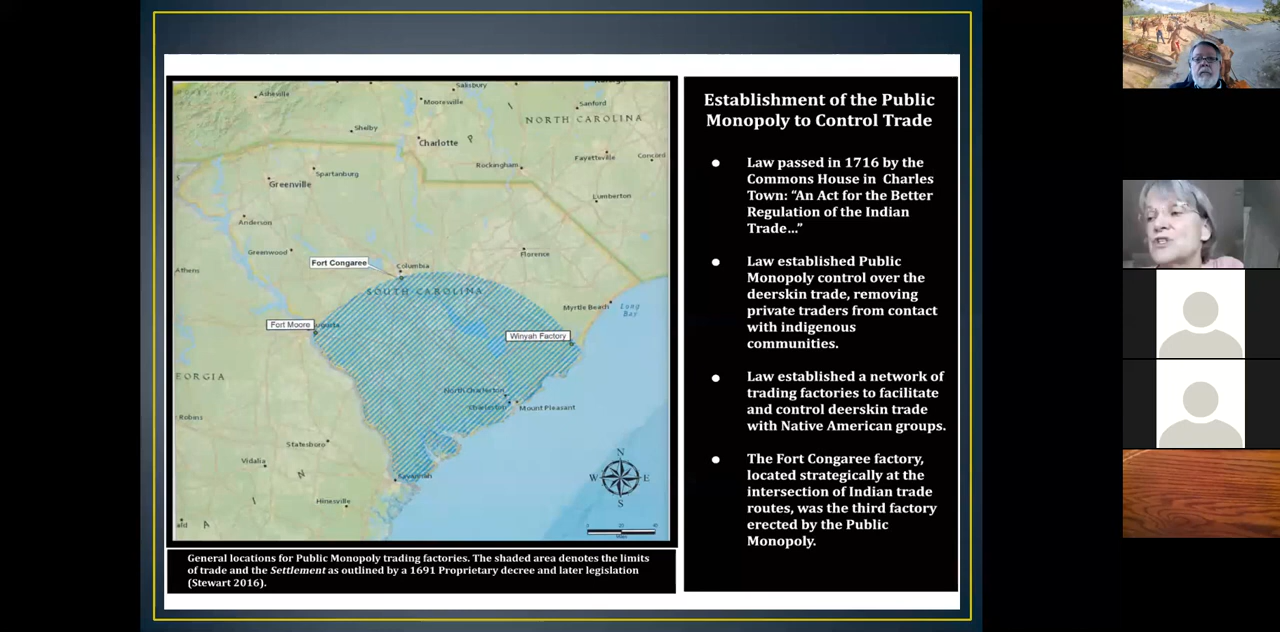 Establishment of the Public
Monopoly to Control Trade
● Law passed in 1716 by the
Commons House in Charles
Town: “An Act for the Better
Regulation of the Indian
Trade…”
● Law established Public
Monopoly control over the
deerskin trade, removing
private traders from contact
with indigenous
communities.
● Law established a network of
trading factories to facilitate
and control deerskin trade
with Native American groups.
● The Fort Congaree factory,
located strategically at the
intersection of Indian trade
routes, was the third factory
erected by the Public
Monopoly.
Asheville
Salisbury
Mooresville
Sanford
NORTH CAROLINA
Shelby
Charlotte
P
I
Rockingham
Fayetteville
Concord
Spartanburg
Greenville
Lumberton
Anderson
Greenwood
Florence
Athens
Fort Congaree
Columbia
SOUTH CAROLINA
Myrtle Beach
Long
Bay
Fort Moore
Winyah Factory
EORGIA
North Charleston
Charleston
Mount Pleasant
Robins
Statesboro
Vidalia
Savannah
N
I
A
Hinesville
N
W
E
S
Miles
General locations for Public Monopoly trading factories. The shaded area denotes the limits
of trade and the Settlement as outlined by a 1691 Proprietary decree and later legislation
(Stewart 2016).